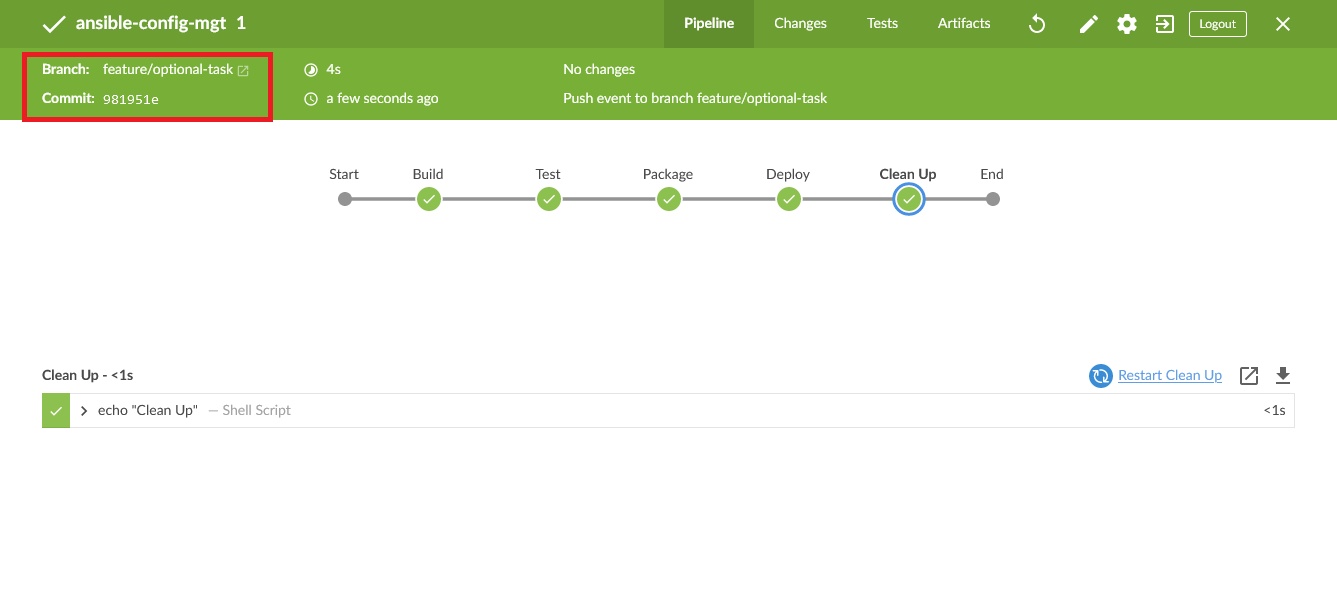 ansible-config-mgt 1
Pipeline Changes Tests Artifacts Logout
Branch: feature/optional-task 4s No changes
Commit: 981951e a few seconds ago Push event to branch feature/optional-task
Start Build Test Package Deploy Clean Up End
Clean Up - <1s Restart Clean Up
echo "Clean Up" — Shell Script <1s